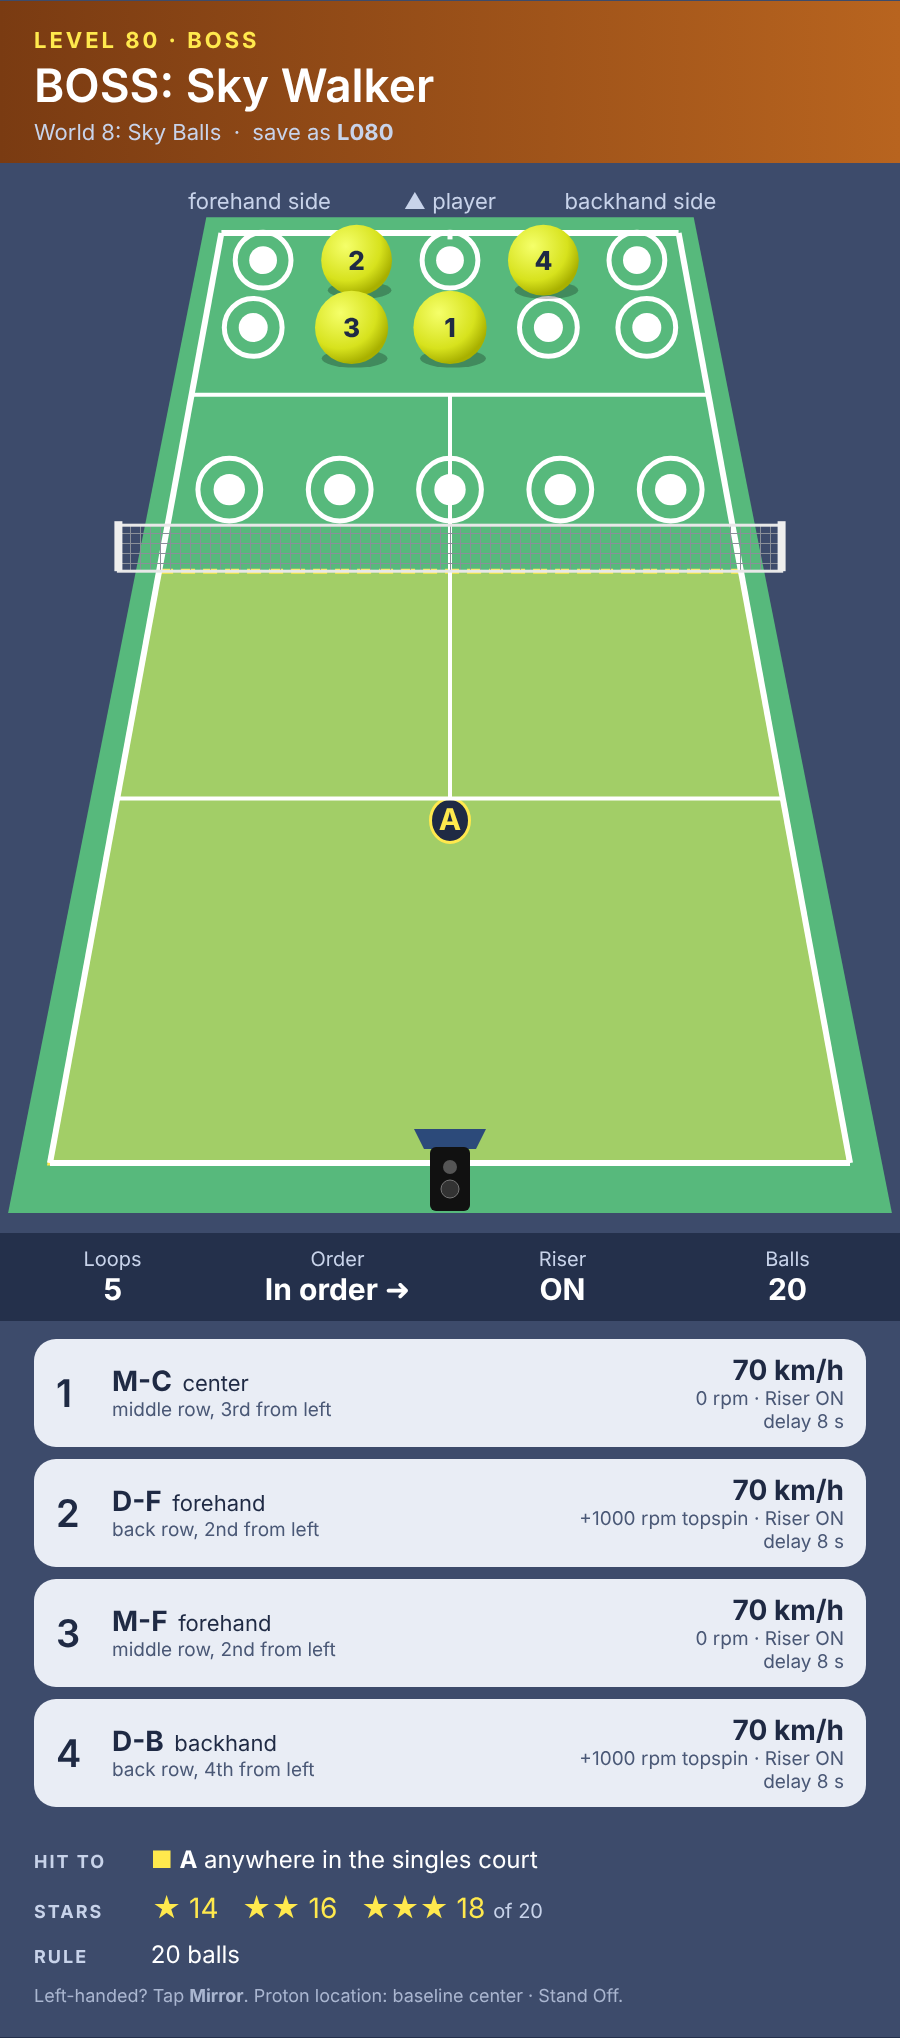 LEVEL 80 · BOSS
BOSS: Sky Walker
World 8: Sky Balls · save as L080
forehand side ▲ player backhand side
2 4
3 1
A
Loops Order Riser Balls
5 In order ➜ ON 20
1 M-C center 70 km/h
middle row, 3rd from left 0 rpm · Riser ON
delay 8 s
2 D-F forehand 70 km/h
back row, 2nd from left +1000 rpm topspin · Riser ON
delay 8 s
3 M-F forehand 70 km/h
middle row, 2nd from left 0 rpm · Riser ON
delay 8 s
4 D-B backhand 70 km/h
back row, 4th from left +1000 rpm topspin · Riser ON
delay 8 s
HIT TO ■ A anywhere in the singles court
STARS ★ 14 ★★ 16 ★★★ 18 of 20
RULE 20 balls
Left-handed? Tap Mirror. Proton location: baseline center · Stand Off.